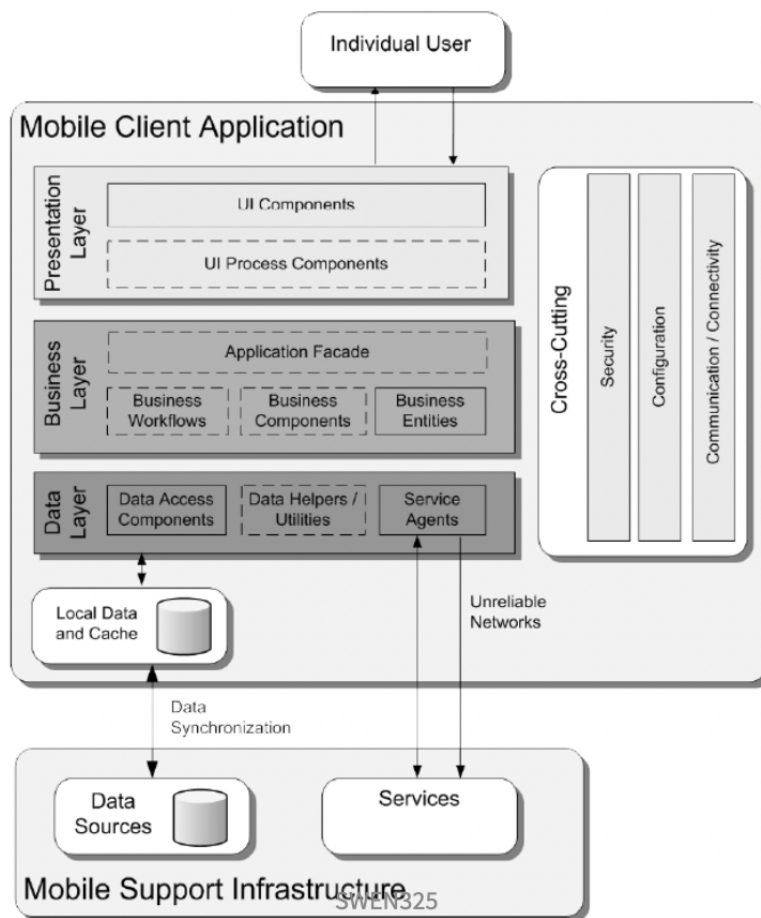 Individual User
Mobile Client Application
Presentation
Layer
UI Components
UI Process Components
Business
Layer
Application Facade
Business
Workflows
Business
Components
Business
Entities
Data
Layer
Data Access
Components
Data Helpers /
Utilities
Service
Agents
Cross-Cutting
Security
Configuration
Communication / Connectivity
Local Data
and Cache
Unreliable
Networks
Data
Synchronization
Data
Sources
Services
Mobile Support Infrastructure
SWEN325